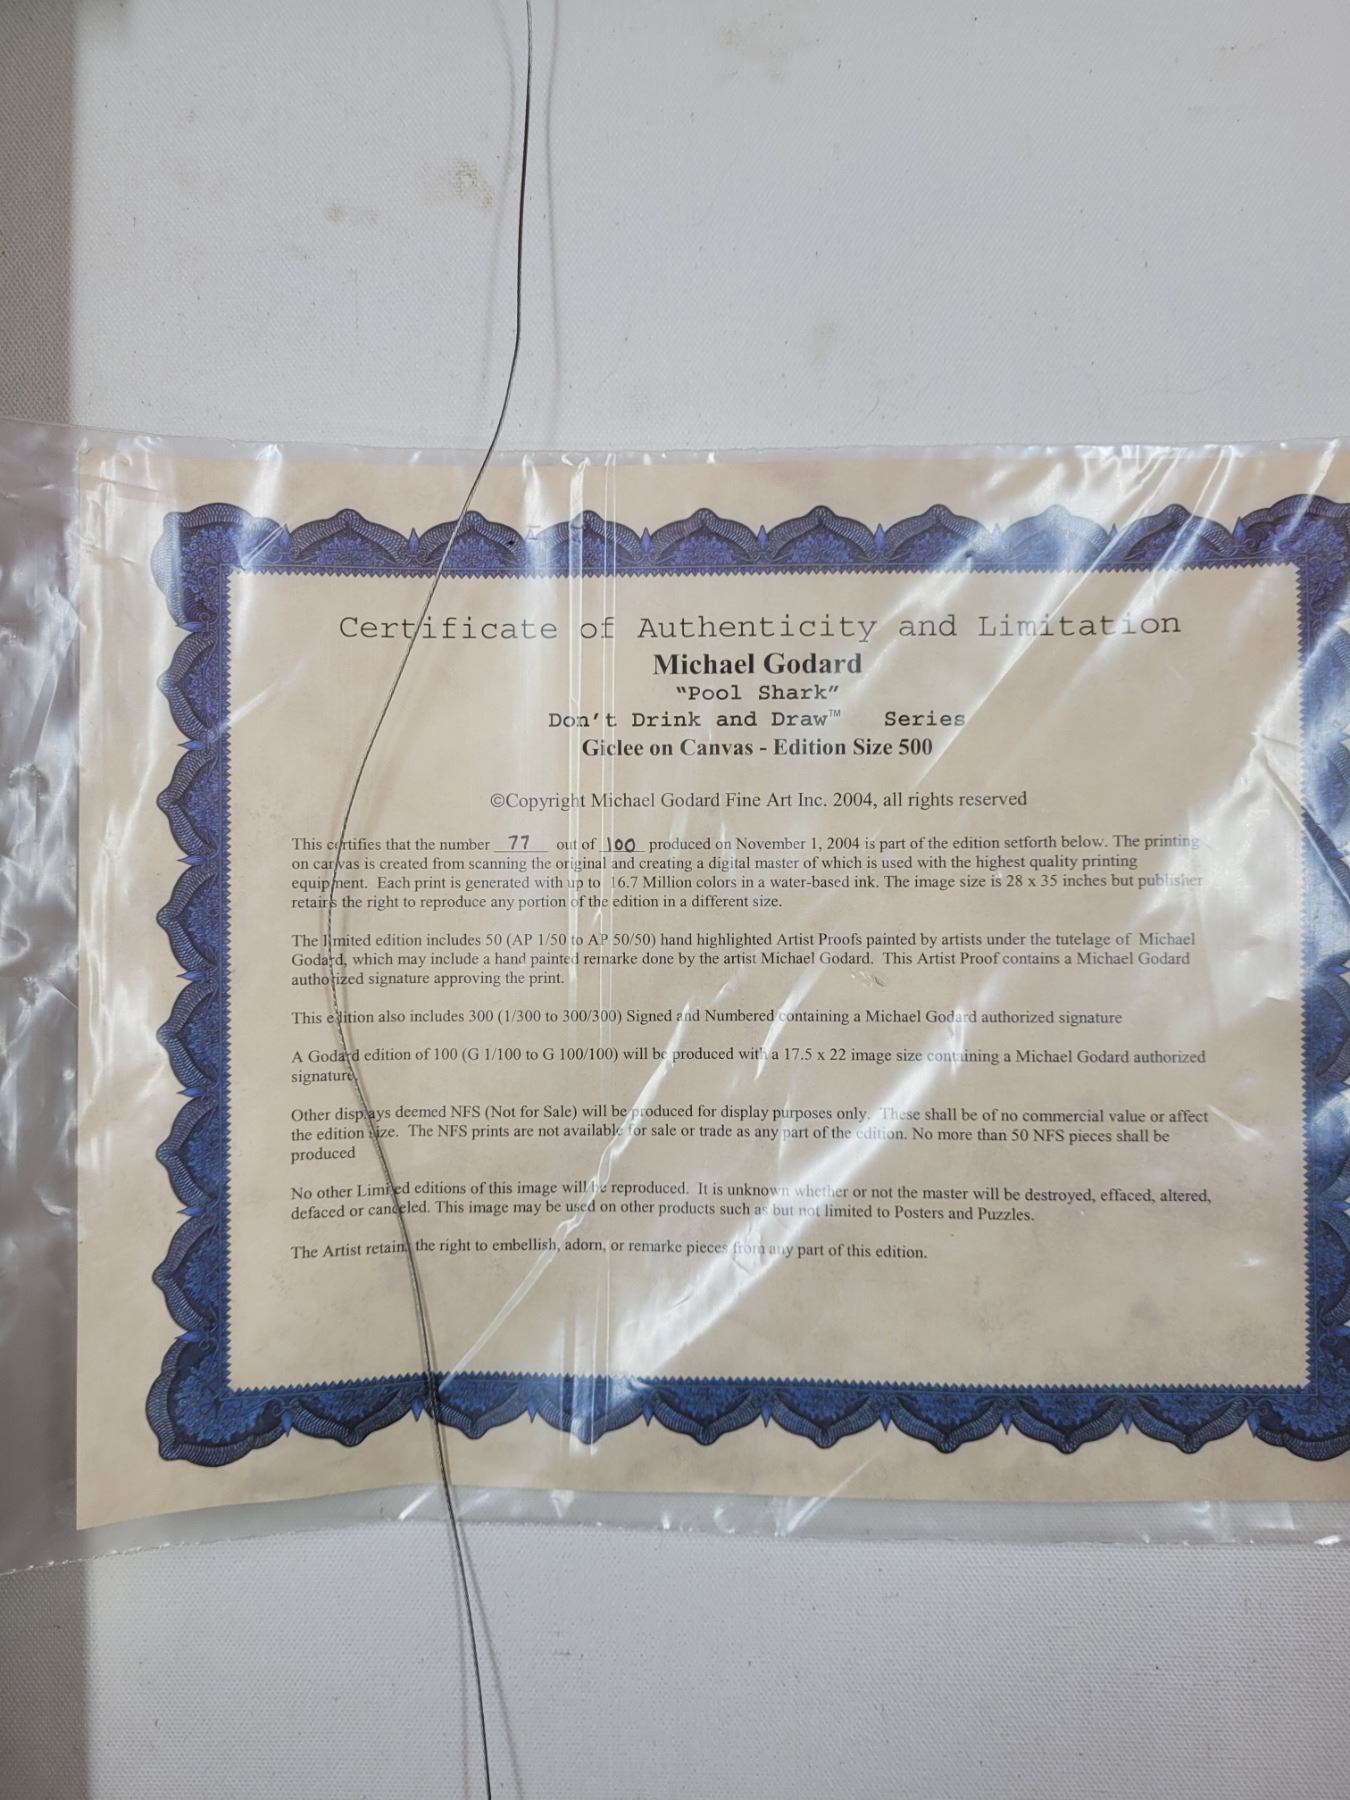 Certificate of Authenticity and Limitation
Michael Godard
"Pool Shark"
Don't Drink and Draw™ Series
Giclee on Canvas - Edition Size 500
©Copyright Michael Godard Fine Art Inc. 2004, all rights reserved
This certifies that the number 77 out of 100 produced on November 1, 2004 is part of the edition setforth below. The printing
on canvas is created from scanning the original and creating a digital master of which is used with the highest quality printing
equipment. Each print is generated with up to 16.7 Million colors in a water-based ink. The image size is 28 x 35 inches but publisher
retains the right to reproduce any portion of the edition in a different size.
The limited edition includes 50 (AP 1/50 to AP 50/50) hand highlighted Artist Proofs painted by artists under the tutelage of Michael
Godard, which may include a hand painted remarke done by the artist Michael Godard. This Artist Proof contains a Michael Godard
authorized signature approving the print.
This edition also includes 300 (1/300 to 300/300) Signed and Numbered containing a Michael Godard authorized signature
A Godard edition of 100 (G 1/100 to G 100/100) will be produced with a 17.5 x 22 image size containing a Michael Godard authorized
signature.
Other displays deemed NFS (Not for Sale) will be produced for display purposes only. These shall be of no commercial value or affect
the edition size. The NFS prints are not available for sale or trade as any part of the edition. No more than 50 NFS pieces shall be
produced
No other Limited editions of this image will be reproduced. It is unknown whether or not the master will be destroyed, effaced, altered,
defaced or canceled. This image may be used on other products such as but not limited to Posters and Puzzles.
The Artist retains the right to embellish, adorn, or remarke pieces from any part of this edition.